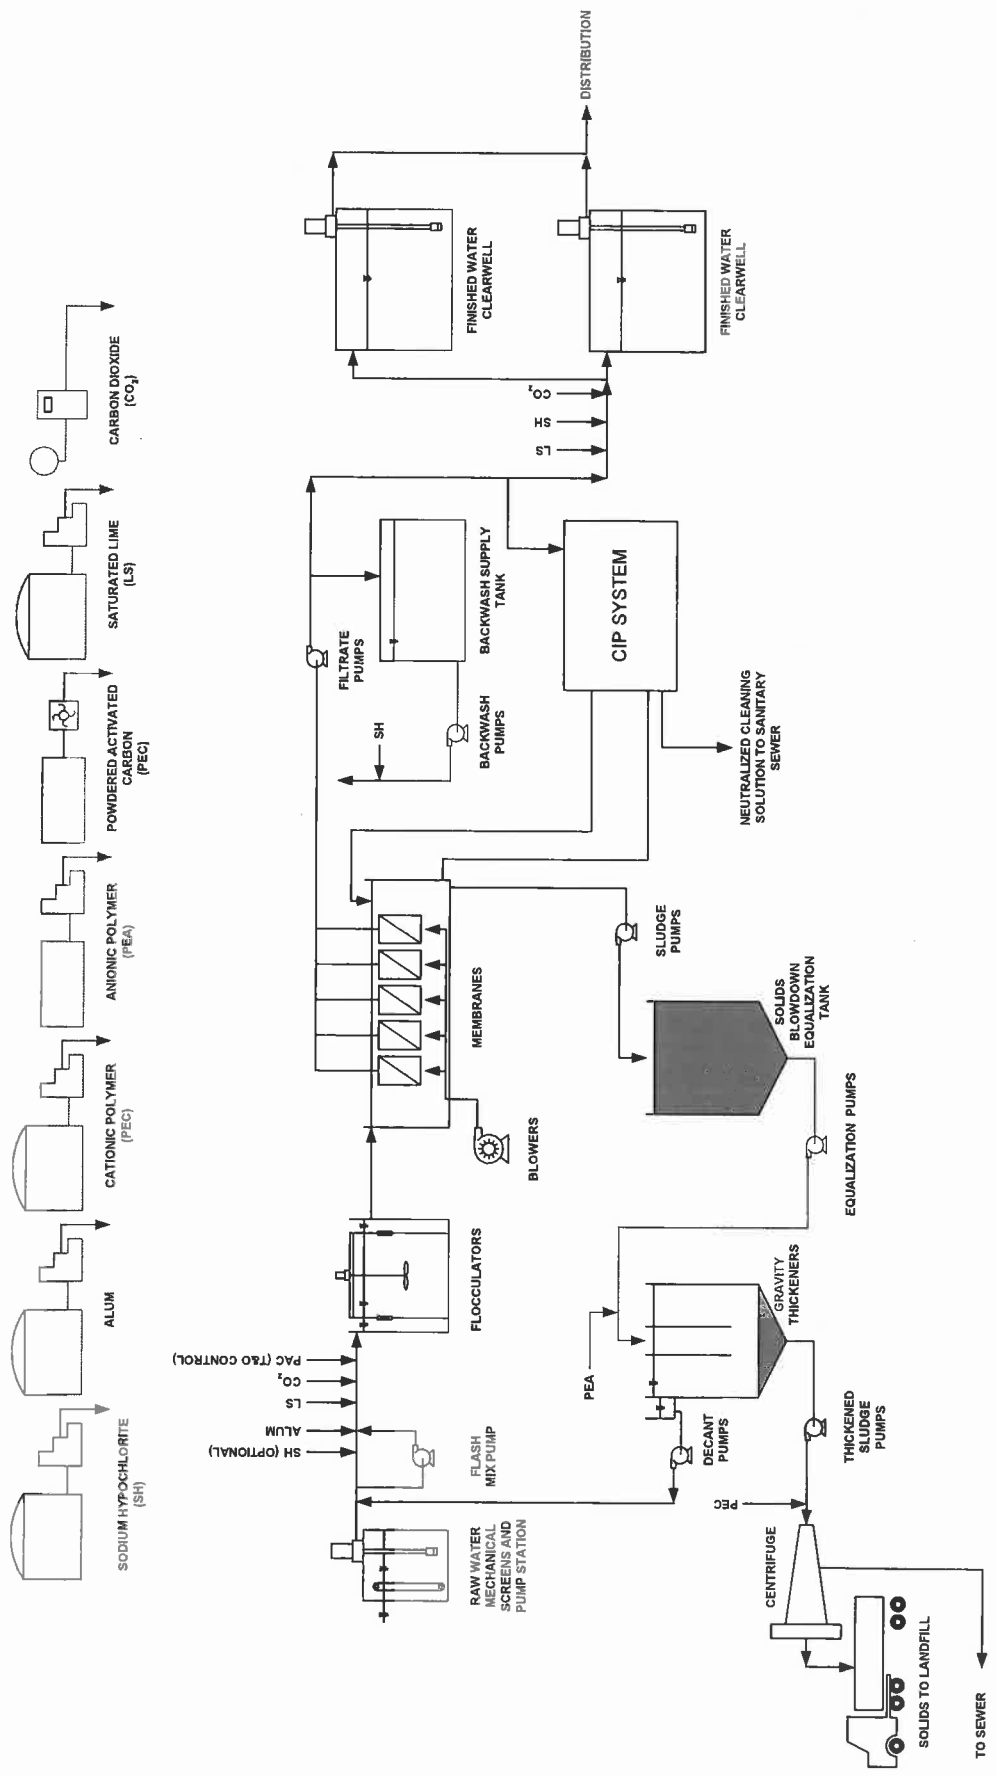 SODIUM HYPOCHLORITE
(SH)
ALUM
CATIONIC POLYMER
(PEC)
ANIONIC POLYMER
(PEA)
POWDERED ACTIVATED
CARBON
(PEC)
SATURATED LIME
(LS)
CARBON DIOXIDE
(CO₂)
RAW WATER
MECHANICAL
SCREENS AND
PUMP STATION
SH (OPTIONAL)
ALUM
LS
CO₂
PAC (T&O CONTROL)
FLASH
MIX PUMP
FLOCCULATORS
BLOWERS
MEMBRANES
FILTRATE
PUMPS
SH
BACKWASH
PUMPS
BACKWASH SUPPLY
TANK
LS
SH
CO₂
FINISHED WATER
CLEARWELL
FINISHED WATER
CLEARWELL
DISTRIBUTION
CIP SYSTEM
NEUTRALIZED CLEANING
SOLUTION TO SANITARY
SEWER
SLUDGE
PUMPS
SOLIDS
BLOWDOWN
EQUALIZATION
TANK
EQUALIZATION PUMPS
PEA
GRAVITY
THICKENERS
DECANT
PUMPS
THICKENED
SLUDGE
PUMPS
PEC
CENTRIFUGE
SOLIDS TO LANDFILL
TO SEWER